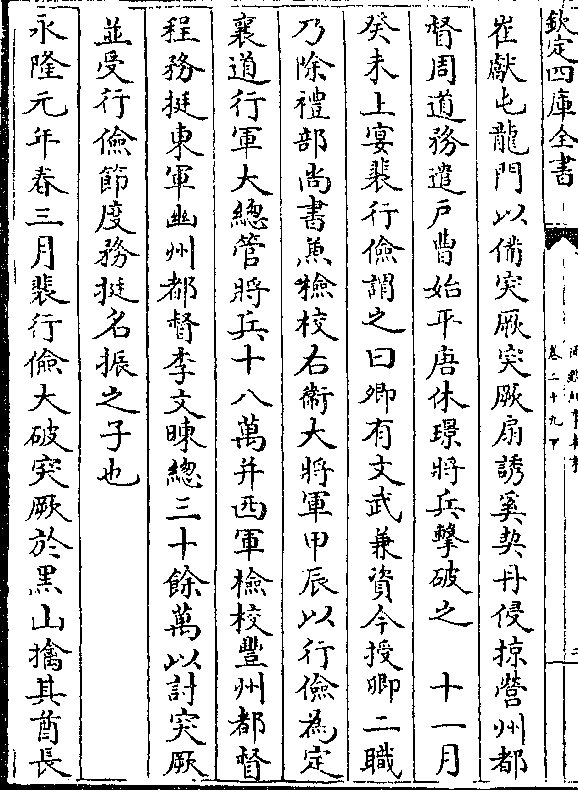 欽定四庫全書
卷二十九下
崔獻屯龍門以備突厥突厥扇誘奚契丹侵掠營州都
督周道務遣戶曹始平唐休璟將兵擊破之　十一月
癸未上宴裴行儉謂之曰卿有文武兼資今授卿二職
乃除禮部尚書兼檢校右衛大將軍甲辰以行儉為定
襄道行軍大總管將兵十八萬并西軍檢校豐州都督
程務挺東軍幽州都督李文暕總三十餘萬以討突厥
並受行儉節度務挺名振之子也
永隆元年春三月裴行儉大破突厥於黑山擒其酋長